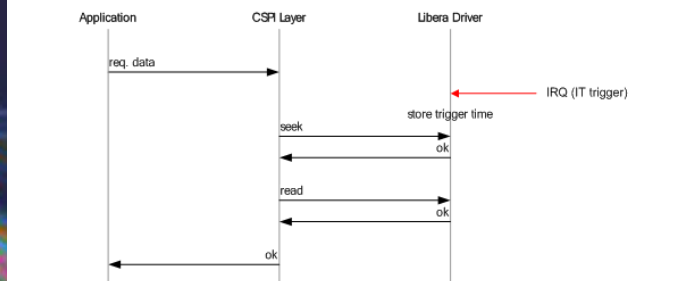 Application CSPI Layer Libera Driver
req. data
IRQ (IT trigger)
store trigger time
seek
ok
read
ok
ok